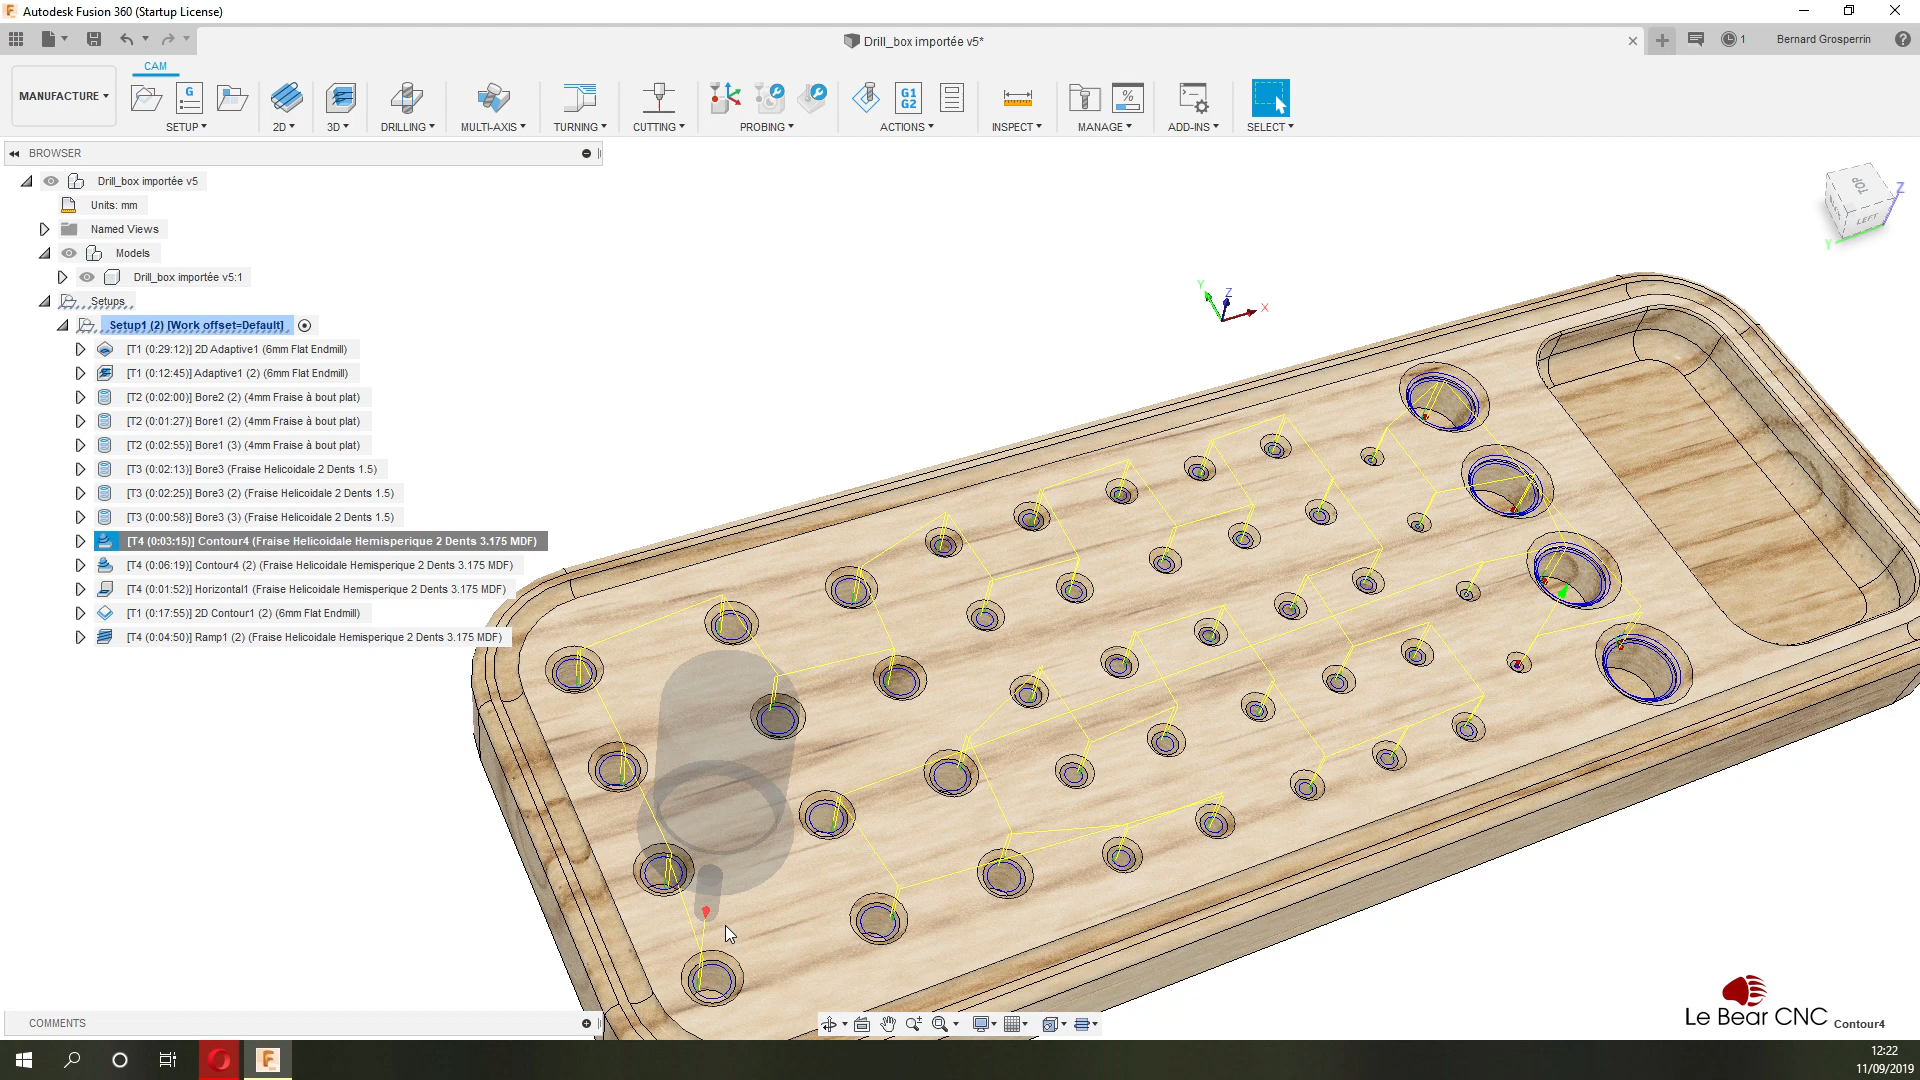 Autodesk Fusion 360 (Startup License)
Drill_box importée v5*
1
Bernard Grosperrin
CAM
MANUFACTURE
SETUP
2D
3D
DRILLING
MULTI-AXIS
TURNING
CUTTING
PROBING
ACTIONS
INSPECT
MANAGE
ADD-INS
SELECT
G
G1
G2
%
BROWSER
Drill_box importée v5
Units: mm
Named Views
Models
Drill_box importée v5:1
Setups
Setup1 (2) [Work offset=Default]
[T1 (0:29:12)] 2D Adaptive1 (6mm Flat Endmill)
[T1 (0:12:45)] Adaptive1 (2) (6mm Flat Endmill)
[T2 (0:02:00)] Bore2 (2) (4mm Fraise à bout plat)
[T2 (0:01:27)] Bore1 (2) (4mm Fraise à bout plat)
[T2 (0:02:55)] Bore1 (3) (4mm Fraise à bout plat)
[T3 (0:02:13)] Bore3 (Fraise Helicoidale 2 Dents 1.5)
[T3 (0:02:25)] Bore3 (2) (Fraise Helicoidale 2 Dents 1.5)
[T3 (0:00:58)] Bore3 (3) (Fraise Helicoidale 2 Dents 1.5)
[T4 (0:03:15)] Contour4 (Fraise Helicoidale Hemisperique 2 Dents 3.175 MDF)
[T4 (0:06:19)] Contour4 (2) (Fraise Helicoidale Hemisperique 2 Dents 3.175 MDF)
[T4 (0:01:52)] Horizontal1 (Fraise Helicoidale Hemisperique 2 Dents 3.175 MDF)
[T1 (0:17:55)] 2D Contour1 (2) (6mm Flat Endmill)
[T4 (0:04:50)] Ramp1 (2) (Fraise Helicoidale Hemisperique 2 Dents 3.175 MDF)
TOP
LEFT
Z
Y
Y
Z
X
Le Bear CNC
Contour4
COMMENTS
12:22
11/09/2019